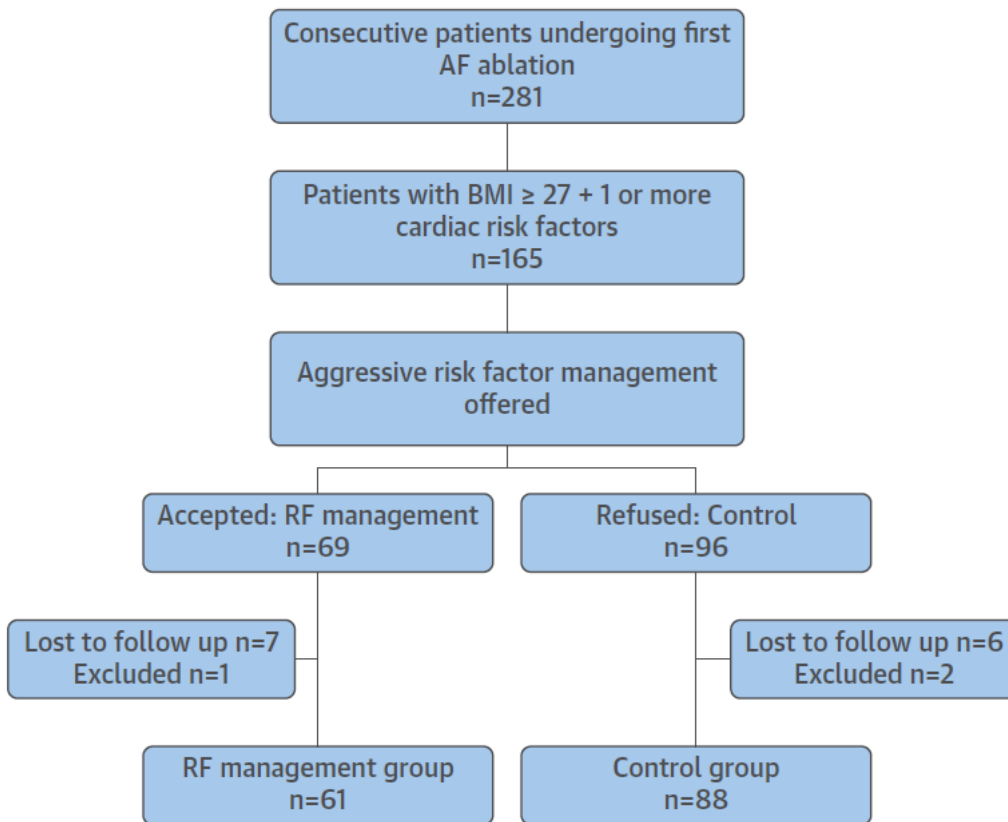 Consecutive patients undergoing first
AF ablation
n=281
Patients with BMI ≥ 27 + 1 or more
cardiac risk factors
n=165
Aggressive risk factor management
offered
Accepted: RF management
n=69
Refused: Control
n=96
Lost to follow up n=7
Excluded n=1
Lost to follow up n=6
Excluded n=2
RF management group
n=61
Control group
n=88